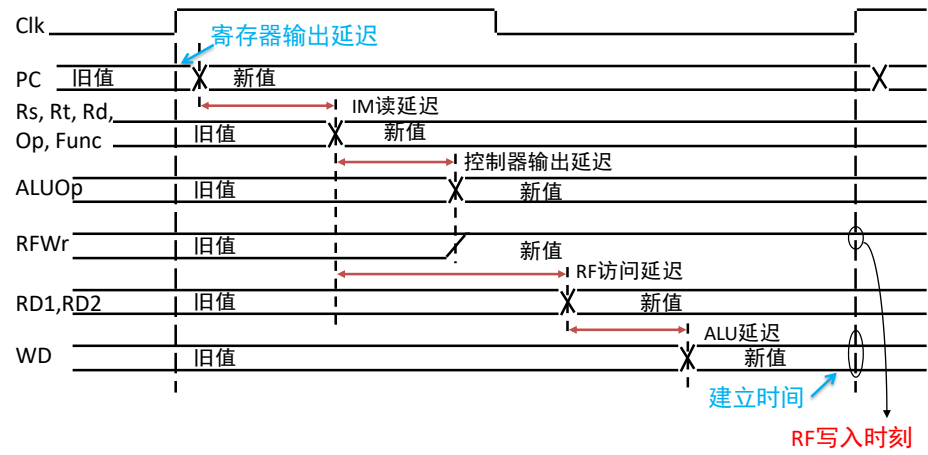 Clk
寄存器输出延迟
PC 旧值 新值
Rs, Rt, Rd, IM读延迟
Op, Func 旧值 新值
控制器输出延迟
ALUOp 旧值 新值
RFWr 旧值 新值
RF访问延迟
RD1,RD2 旧值 新值
ALU延迟
WD 旧值 新值
建立时间
RF写入时刻